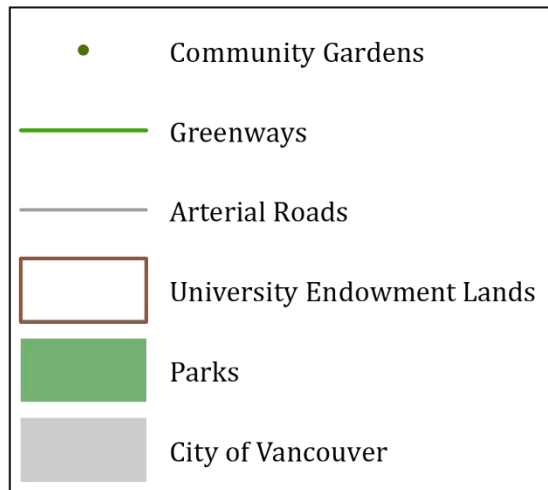 Community Gardens
Greenways
Arterial Roads
University Endowment Lands
Parks
City of Vancouver